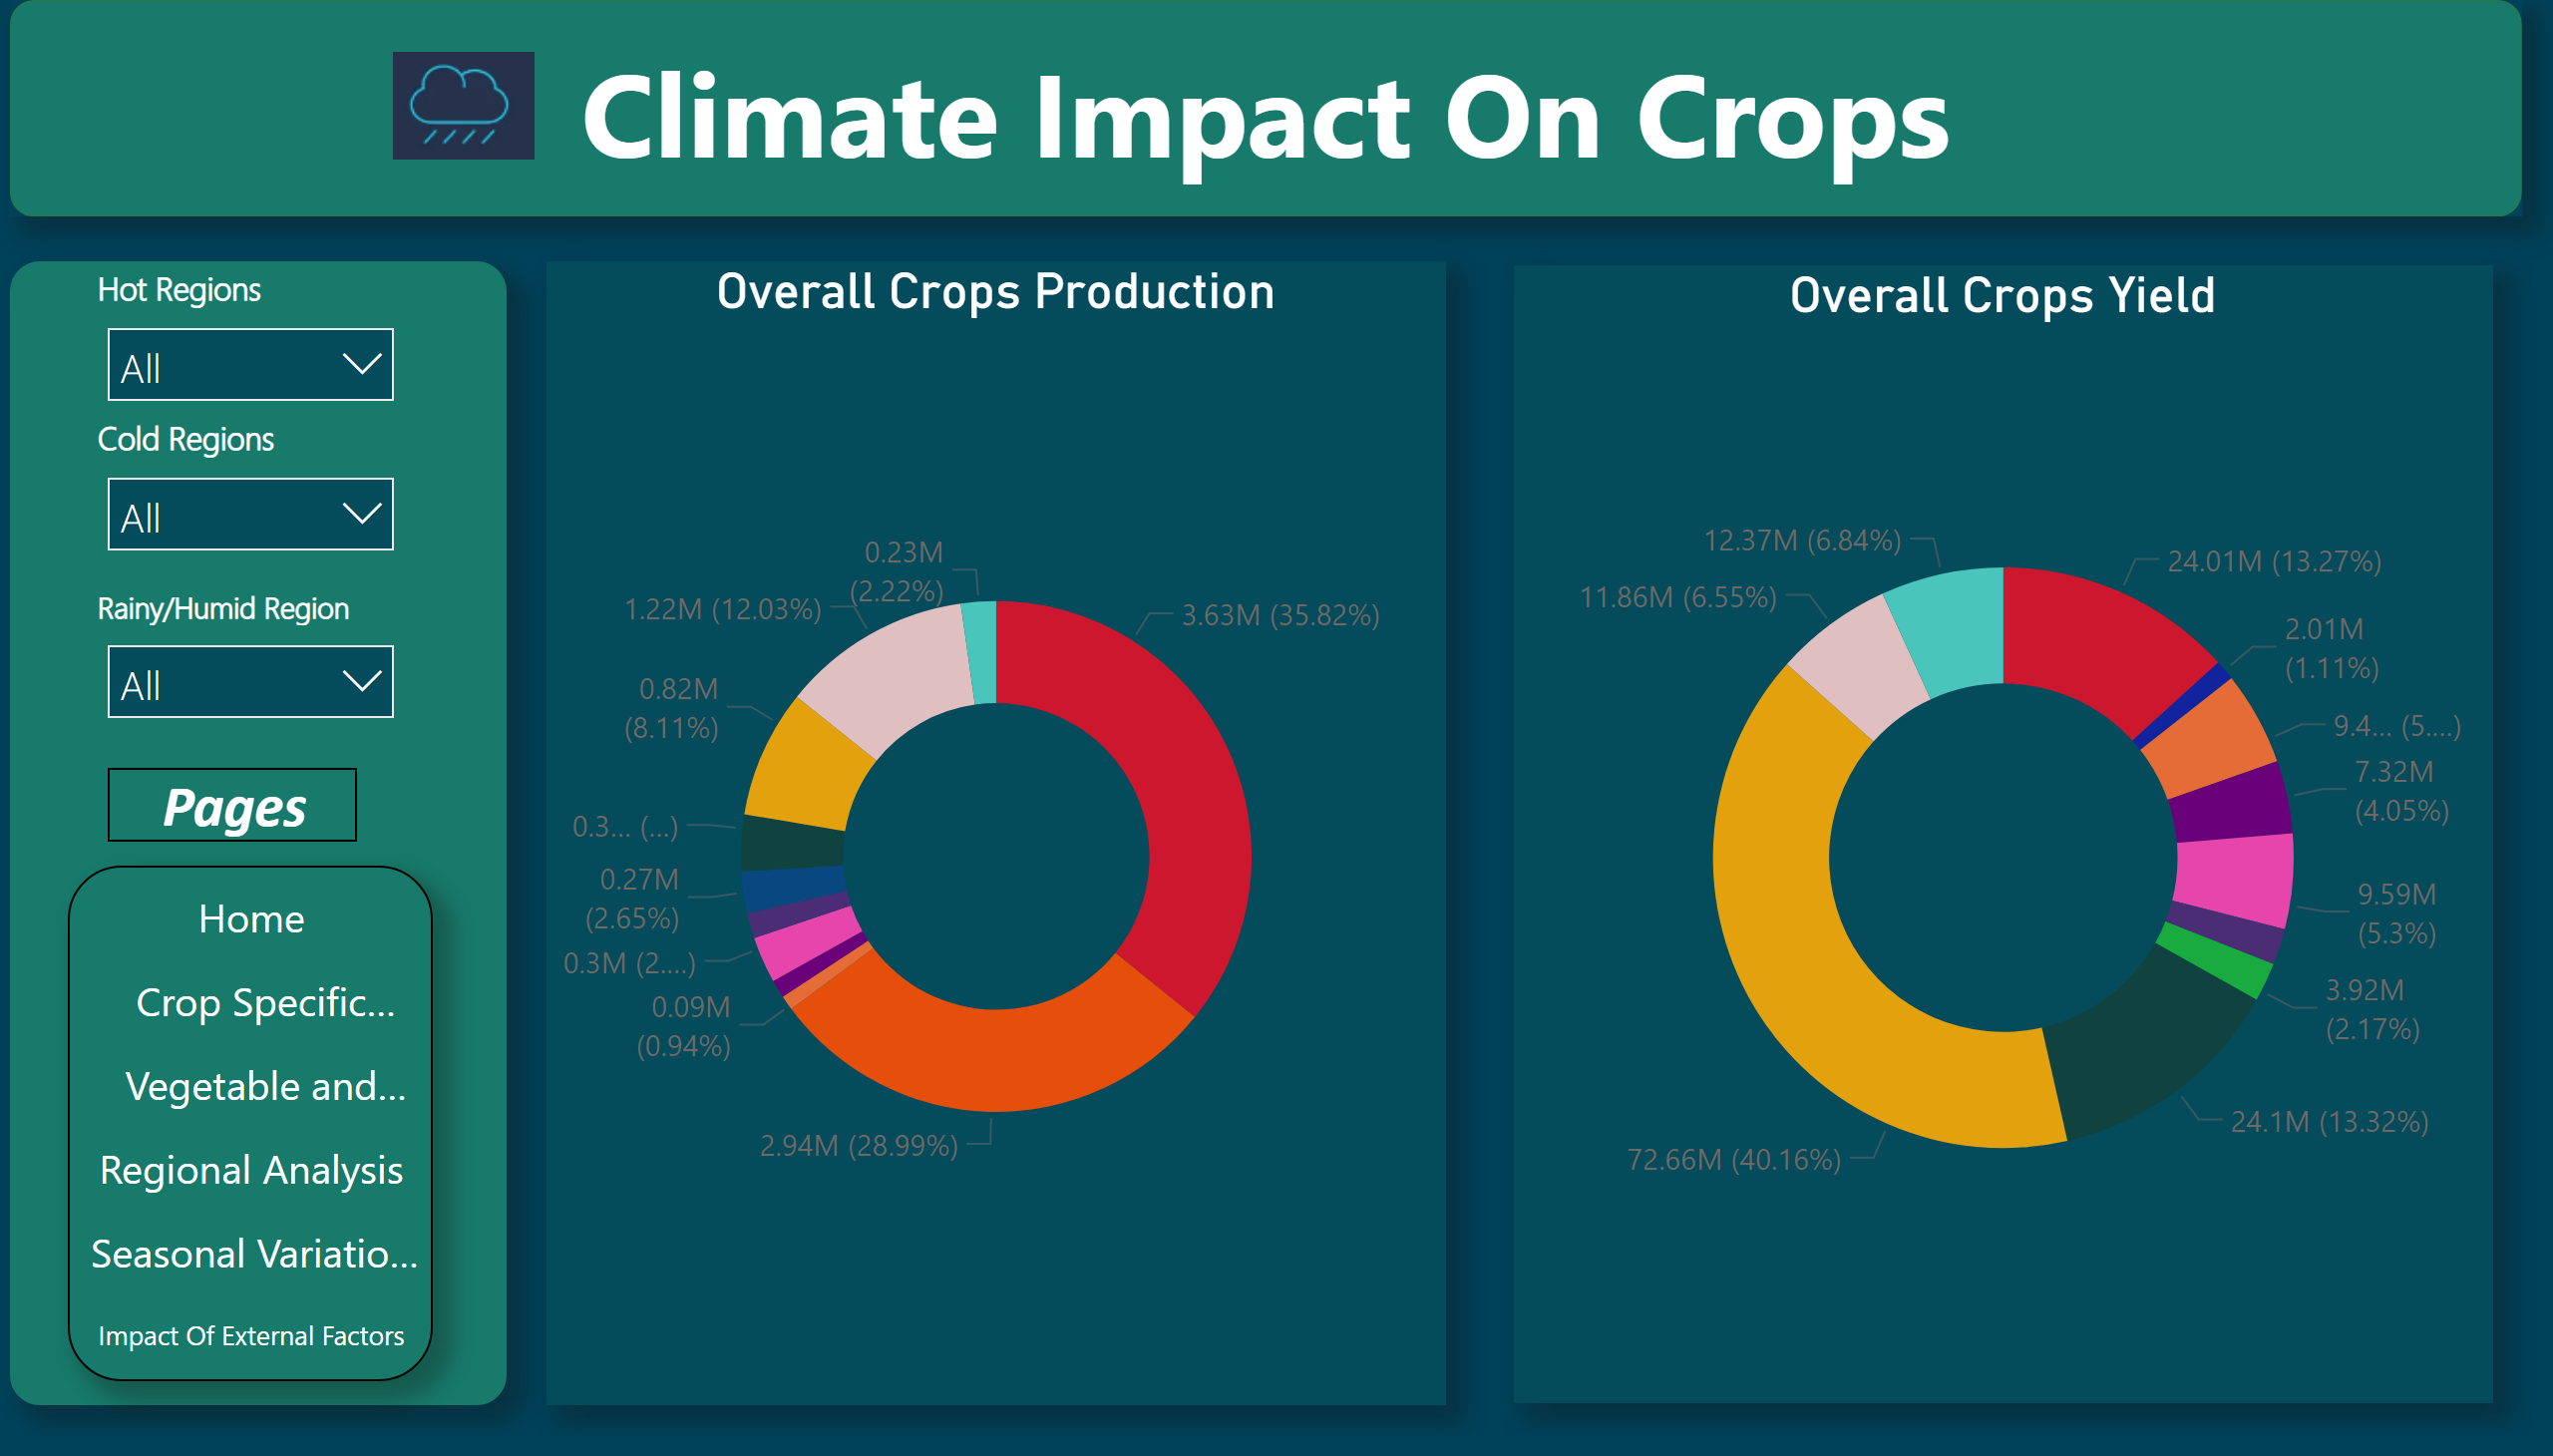 Climate Impact On Crops
Hot Regions
All
Cold Regions
All
Rainy/Humid Region
All
Pages
Home
Crop Specific...
Vegetable and...
Regional Analysis
Seasonal Variatio...
Impact Of External Factors
Overall Crops Production
0.23M
(2.22%)
1.22M (12.03%)
3.63M (35.82%)
0.82M
(8.11%)
0.3... (...)
0.27M
(2.65%)
0.3M (2....)
0.09M
(0.94%)
2.94M (28.99%)
Overall Crops Yield
12.37M (6.84%)
24.01M (13.27%)
11.86M (6.55%)
2.01M
(1.11%)
9.4... (5....)
7.32M
(4.05%)
9.59M
(5.3%)
3.92M
(2.17%)
24.1M (13.32%)
72.66M (40.16%)